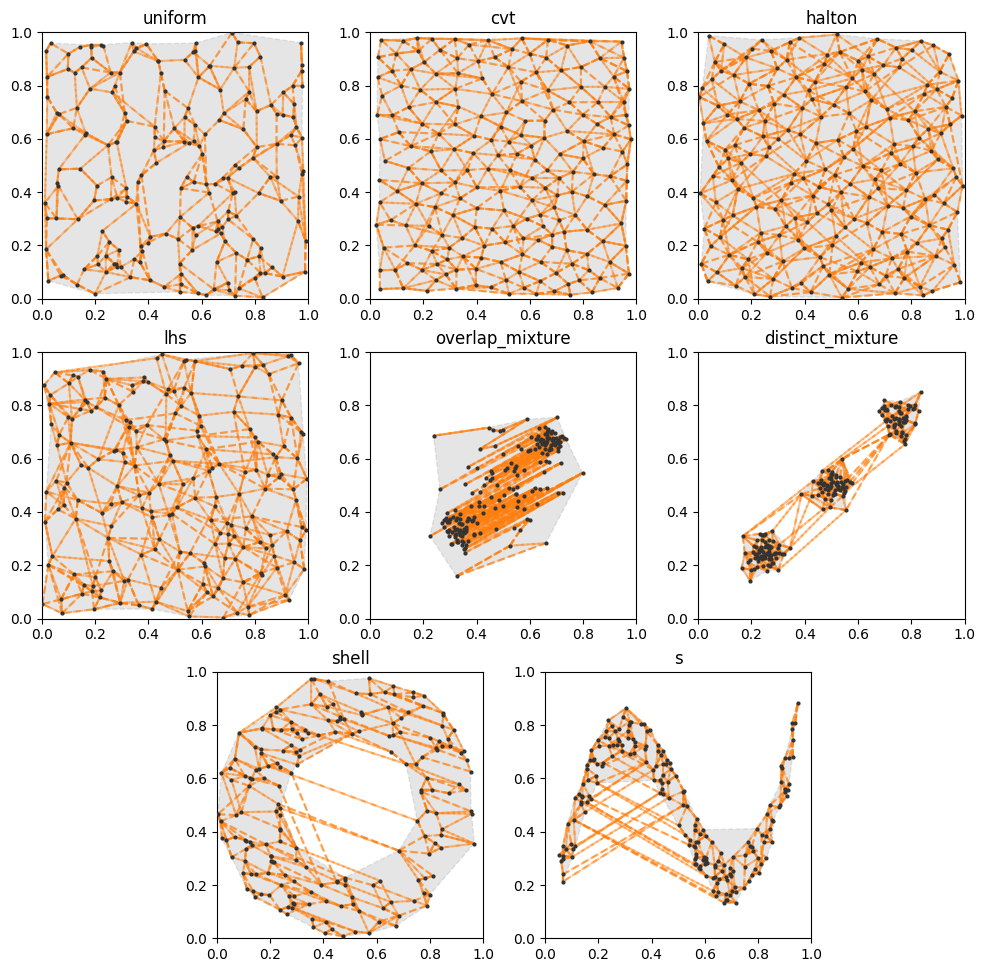 uniform cvt halton
1.0 1.0 1.0
0.8 0.8 0.8
0.6 0.6 0.6
0.4 0.4 0.4
0.2 0.2 0.2
0.0 0.0 0.0
0.0 0.2 0.4 0.6 0.8 1.0 0.0 0.2 0.4 0.6 0.8 1.0 0.0 0.2 0.4 0.6 0.8 1.0
lhs overlap_mixture distinct_mixture
1.0 1.0 1.0
0.8 0.8 0.8
0.6 0.6 0.6
0.4 0.4 0.4
0.2 0.2 0.2
0.0 0.0 0.0
0.0 0.2 0.4 0.6 0.8 1.0 0.0 0.2 0.4 0.6 0.8 1.0 0.0 0.2 0.4 0.6 0.8 1.0
shell s
1.0 1.0
0.8 0.8
0.6 0.6
0.4 0.4
0.2 0.2
0.0 0.0
0.0 0.2 0.4 0.6 0.8 1.0 0.0 0.2 0.4 0.6 0.8 1.0